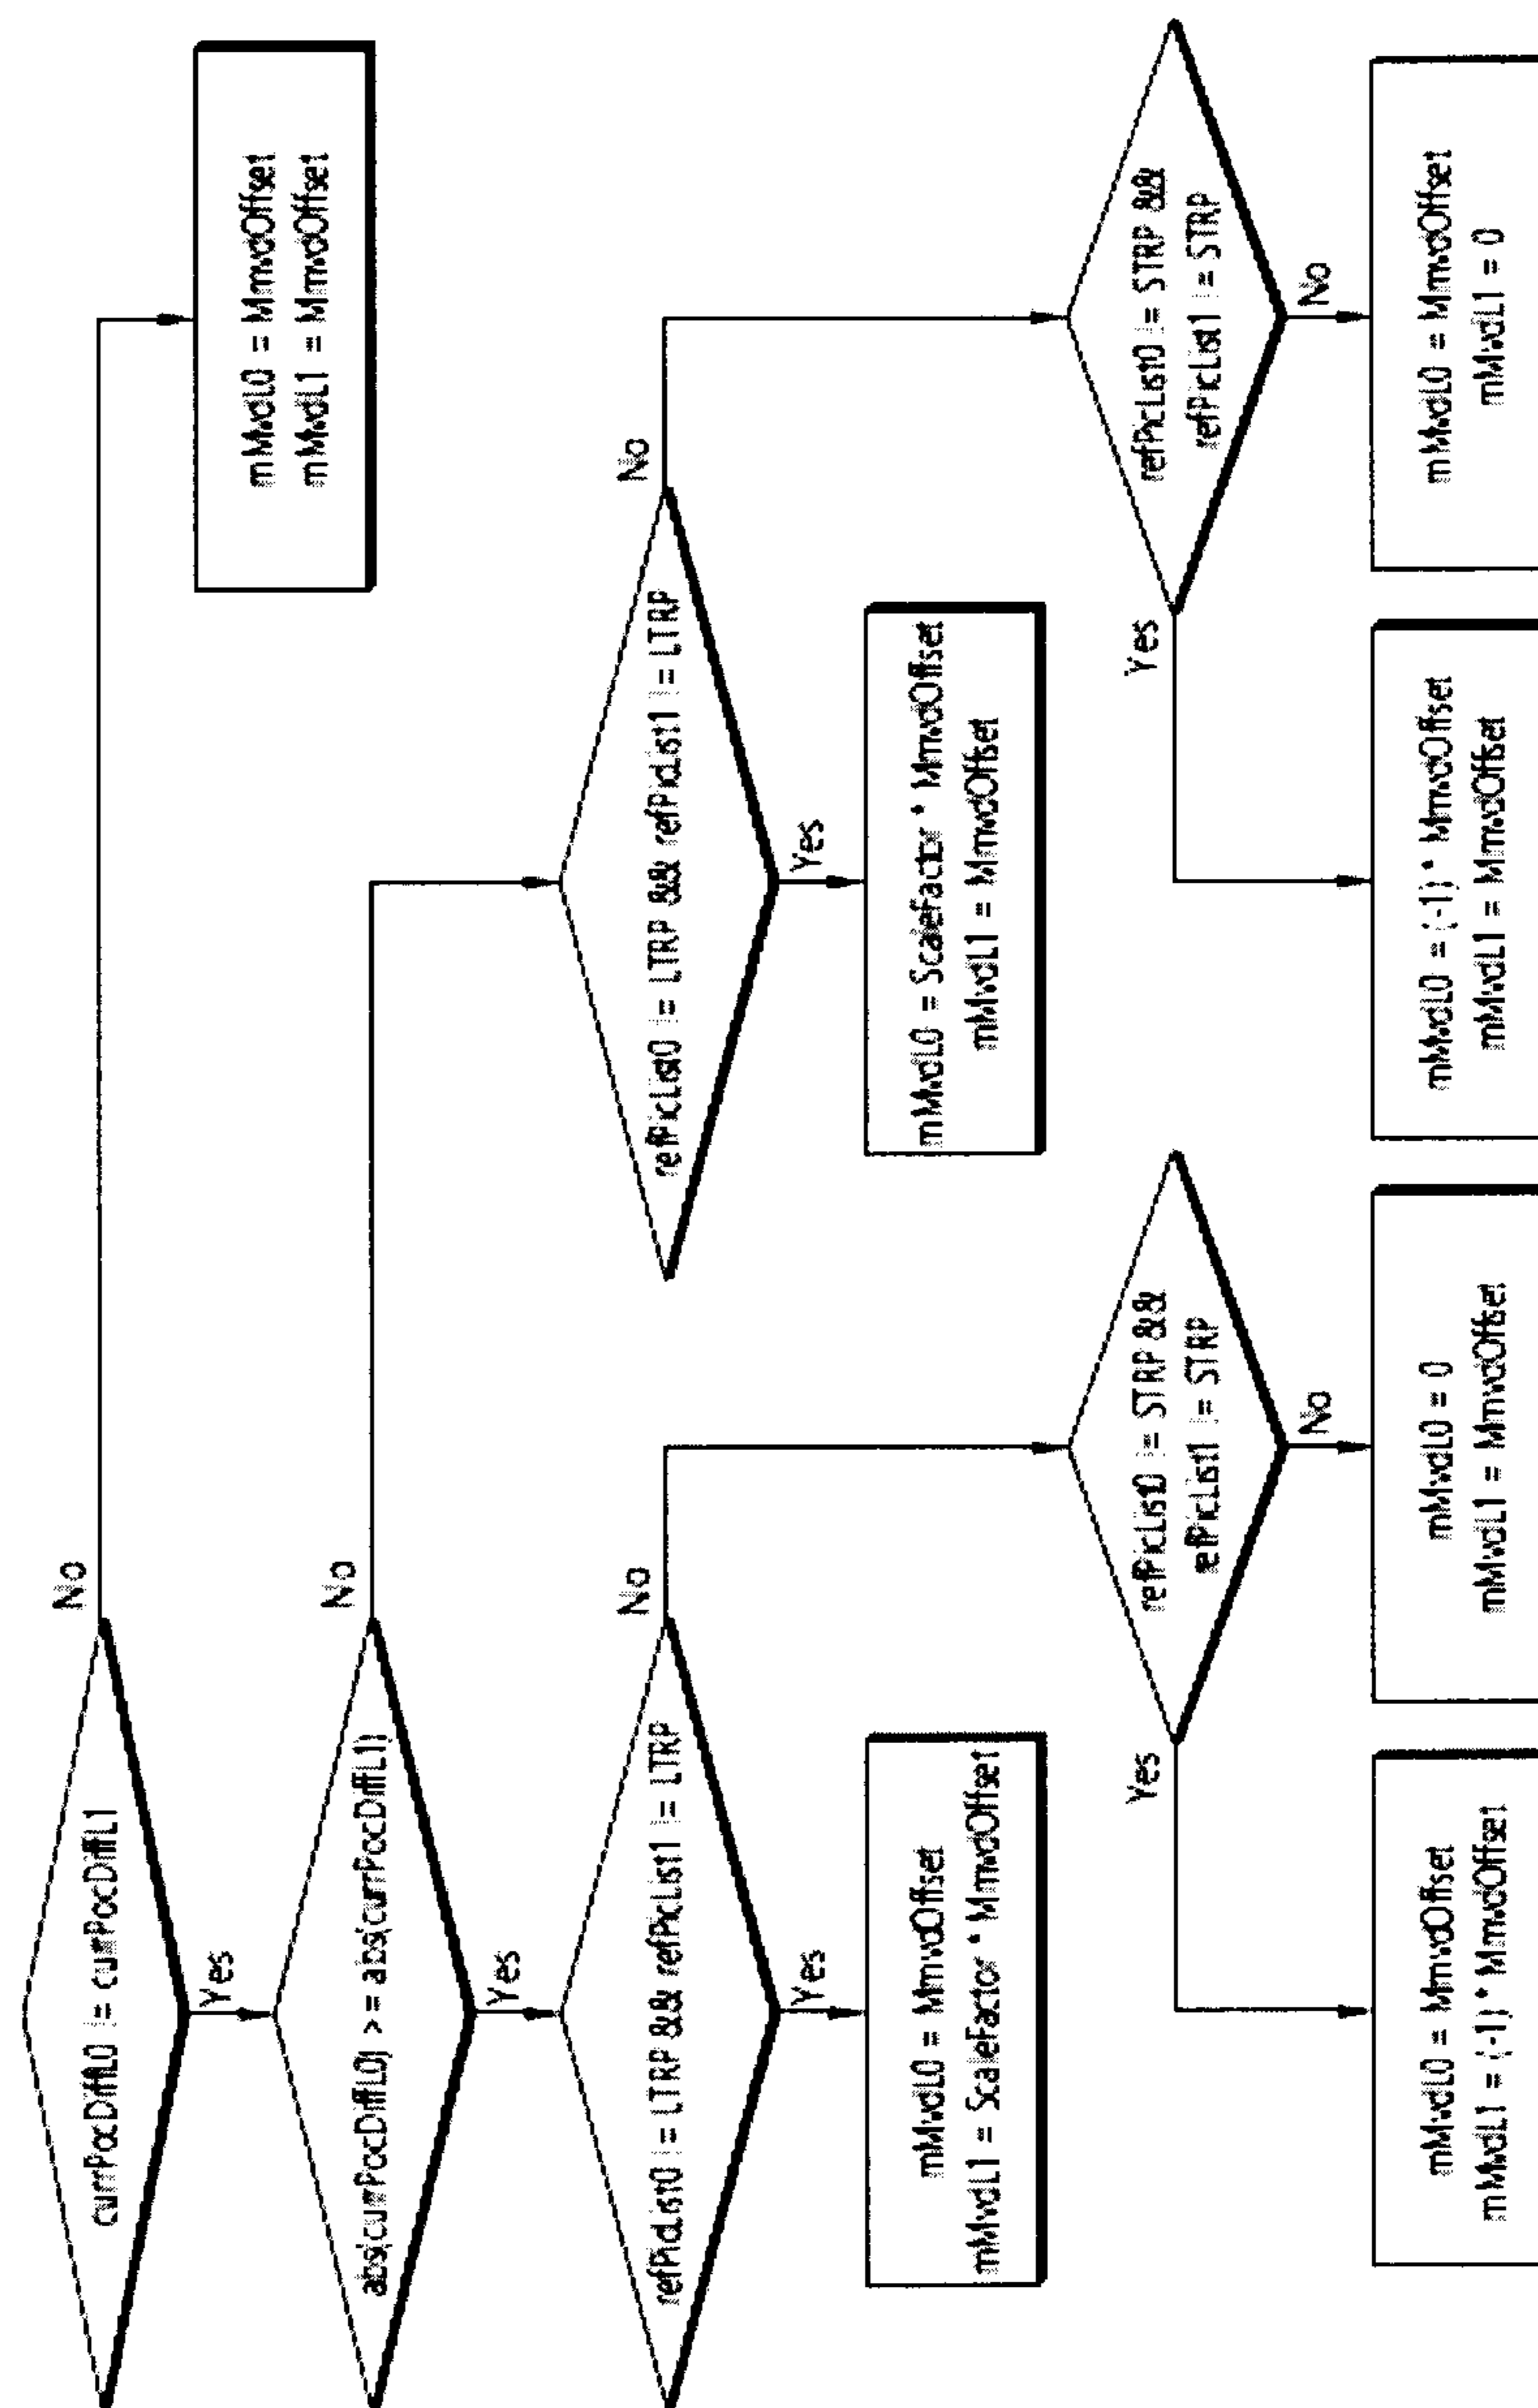 currPocDiffL0 != currPocDiffL1
No
Yes
mMvdL0 = MmvdOffset
mMvdL1 = MmvdOffset
abs(currPocDiffL0) >= abs(currPocDiffL1)
No
Yes
refPicList0 != LTRP && refPicList1 != LTRP
No
Yes
refPicList0 != LTRP && refPicList1 != LTRP
No
Yes
mMvdL0 = MmvdOffset
mMvdL1 = ScaleFactor * MmvdOffset
mMvdL0 = ScaleFactor * MmvdOffset
mMvdL1 = MmvdOffset
refPicList0 != STRP &&
refPicList1 != STRP
Yes
No
refPicList0 != STRP &&
refPicList1 != STRP
Yes
No
mMvdL0 = MmvdOffset
mMvdL1 = (-1) * MmvdOffset
mMvdL0 = 0
mMvdL1 = MmvdOffset
mMvdL0 = (-1) * MmvdOffset
mMvdL1 = MmvdOffset
mMvdL0 = MmvdOffset
mMvdL1 = 0